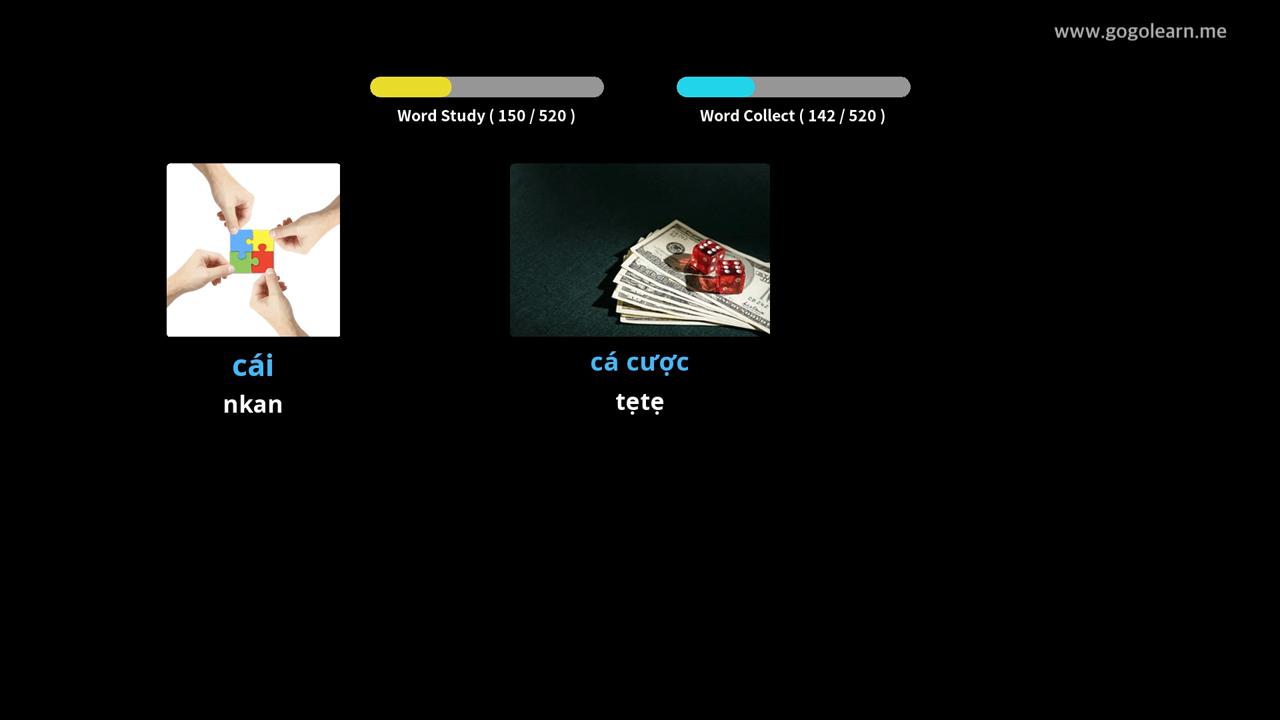 www.gogolearn.me
Word Study ( 150 / 520 )
Word Collect ( 142 / 520 )
cái
nkan
cá cược
tẹtẹ